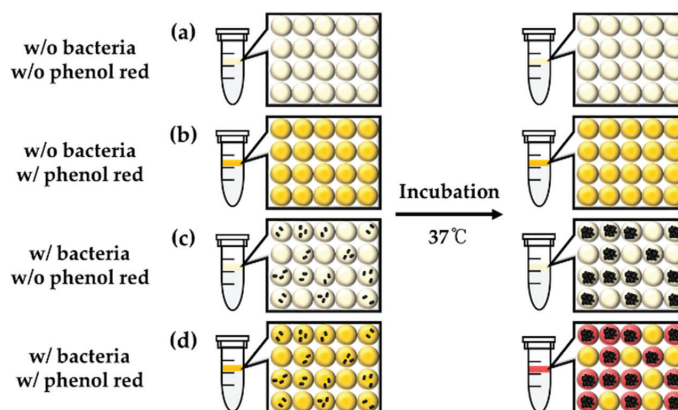 w/o bacteria
w/o phenol red
(a)
w/o bacteria
w/ phenol red
(b)
Incubation
37℃
w/ bacteria
w/o phenol red
(c)
w/ bacteria
w/ phenol red
(d)